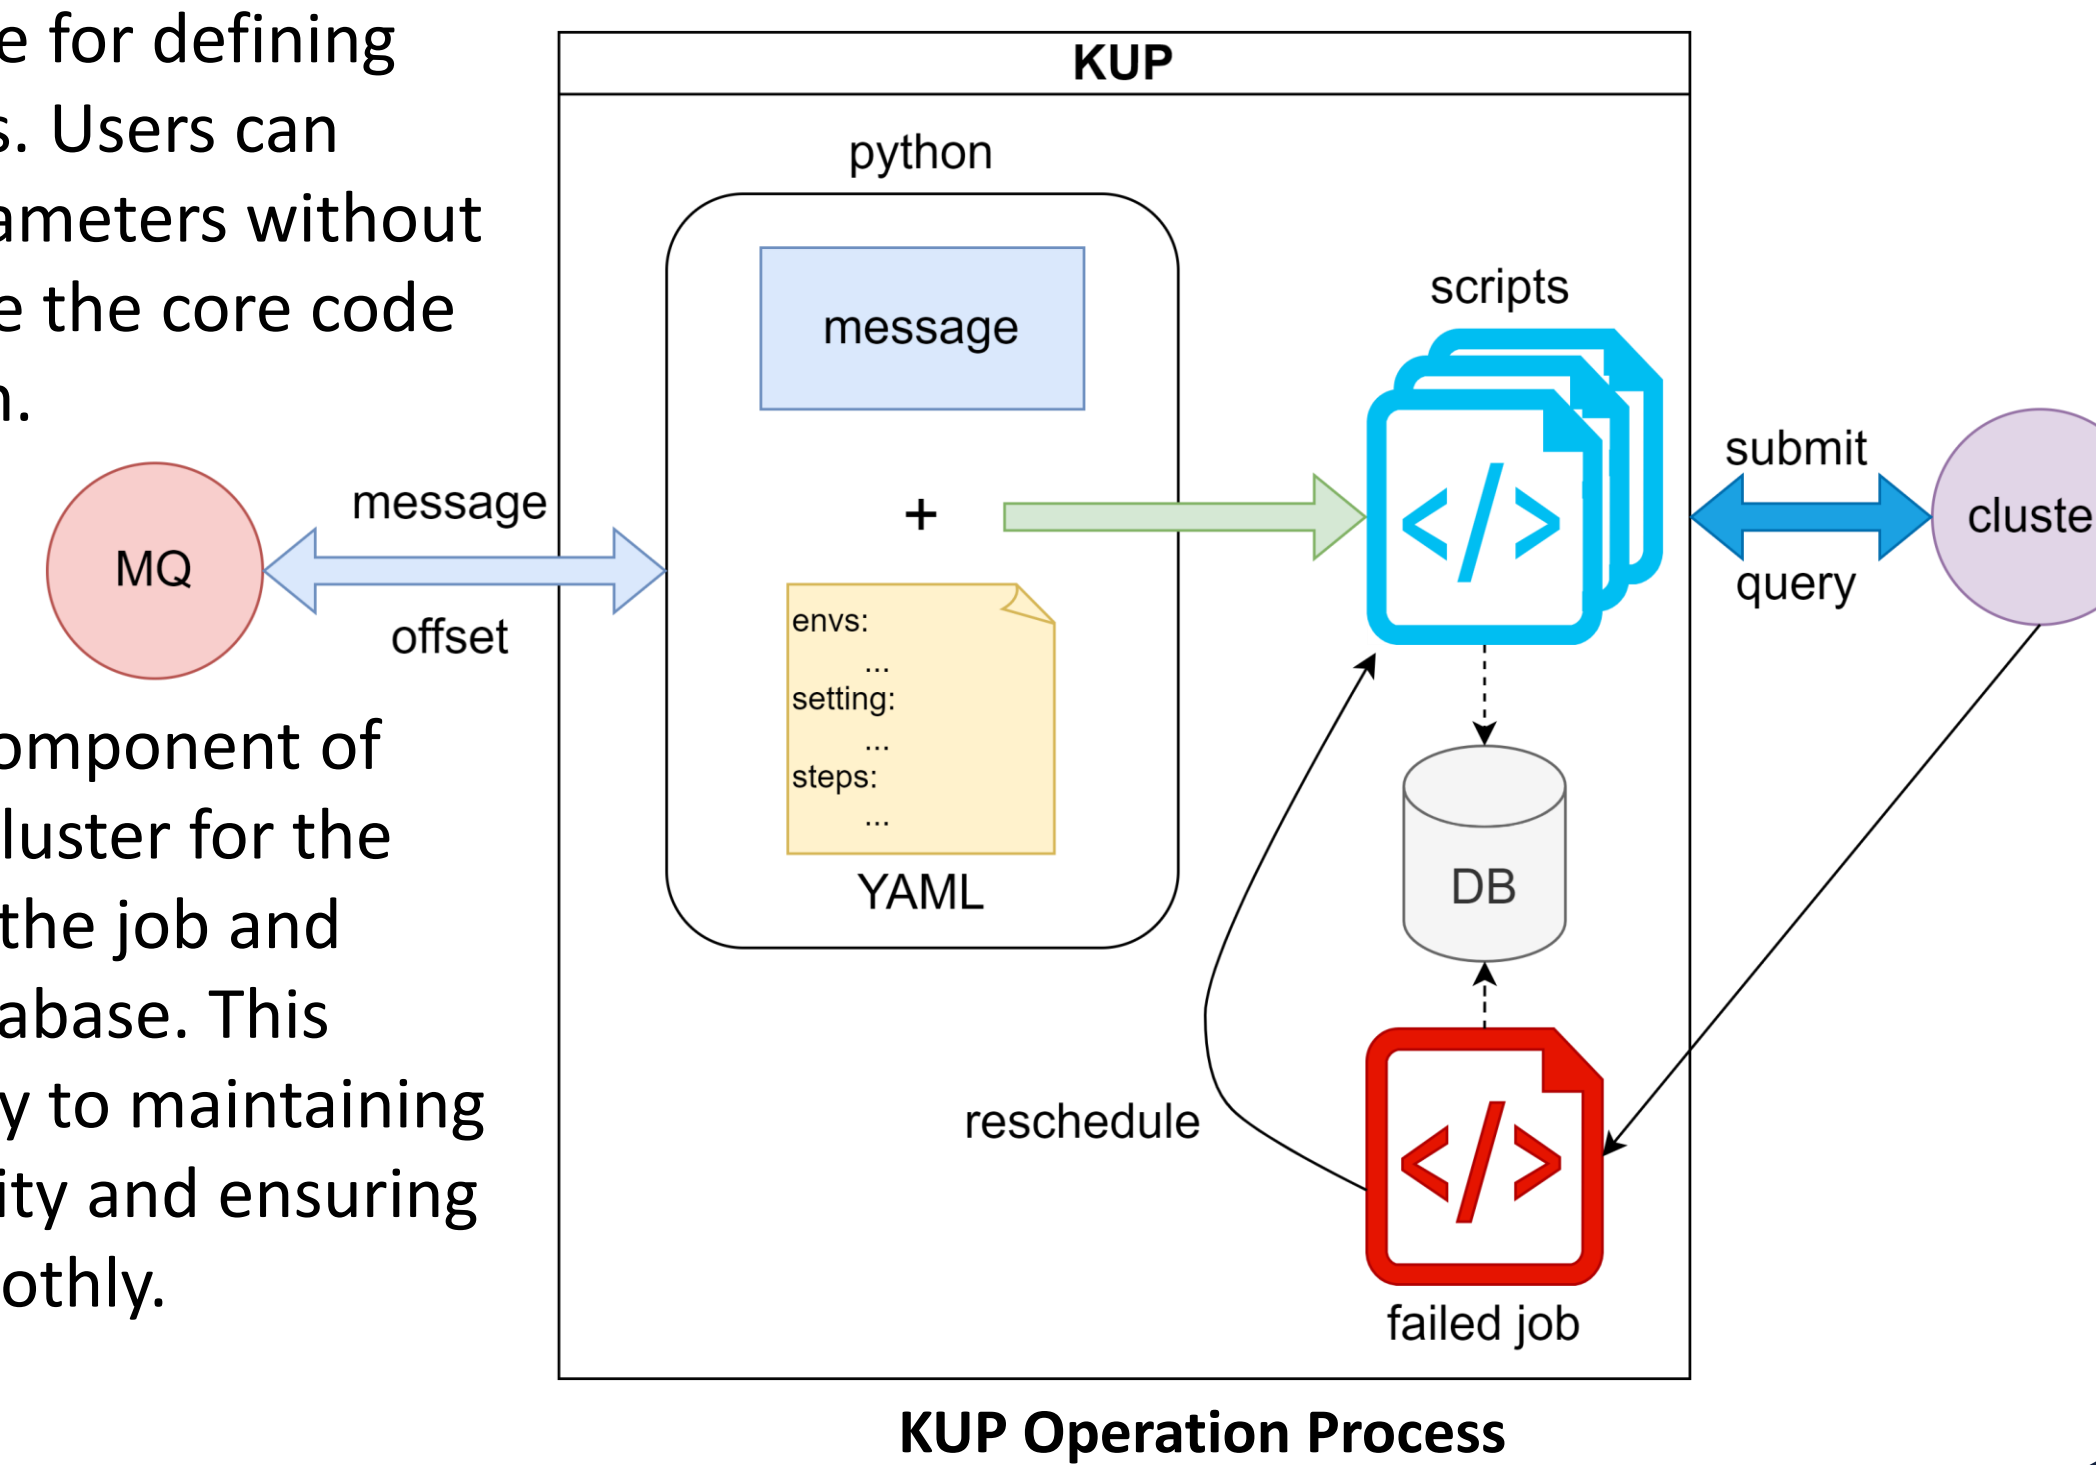 e for defining
s. Users can
ameters without
e the core code
n.
omponent of
luster for the
the job and
abase. This
y to maintaining
ity and ensuring
othly.
KUP
python
message
+
envs:
...
setting:
...
steps:
...
YAML
MQ
message
offset
scripts
</>
DB
</>
failed job
reschedule
submit
query
cluste
KUP Operation Process